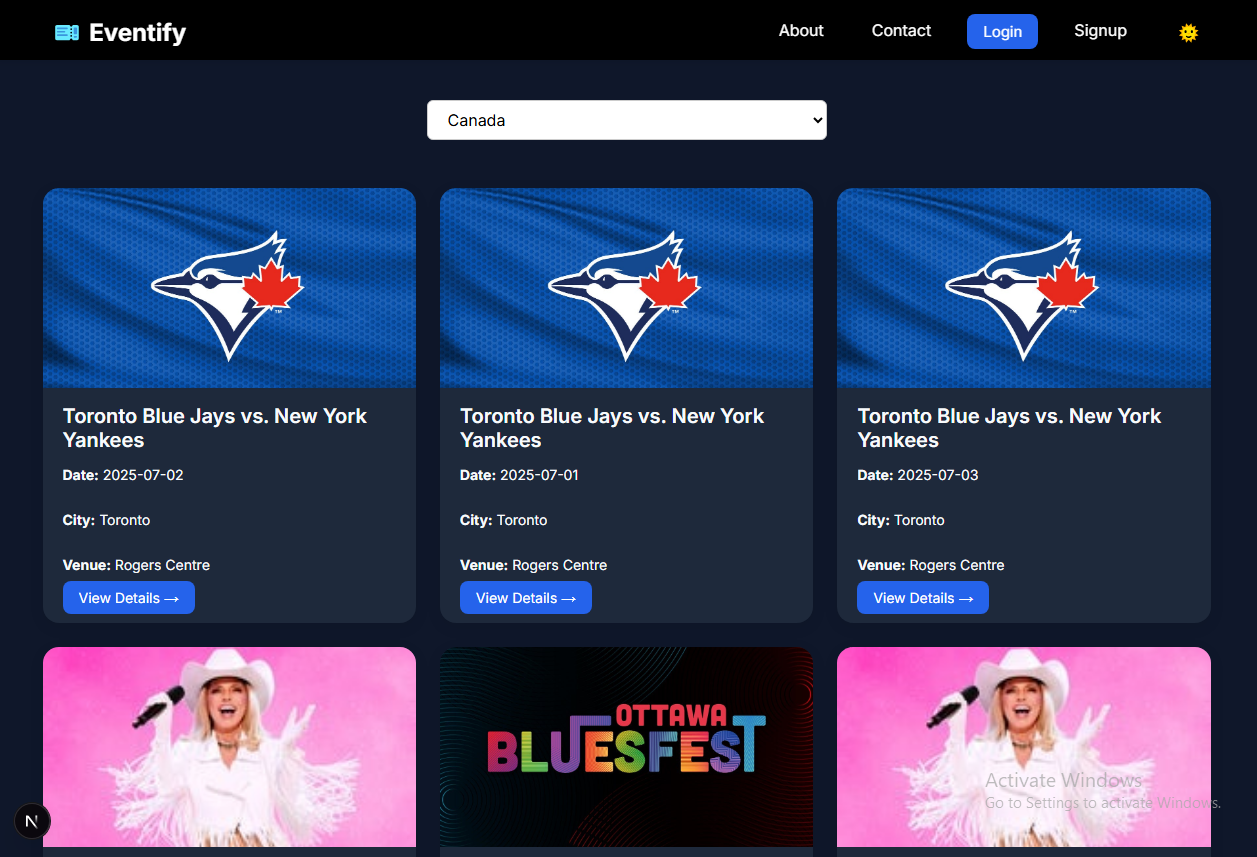 Eventify
About
Contact
Login
Signup
Canada
Toronto Blue Jays vs. New York
Yankees
Date: 2025-07-02
City: Toronto
Venue: Rogers Centre
View Details →
Toronto Blue Jays vs. New York
Yankees
Date: 2025-07-01
City: Toronto
Venue: Rogers Centre
View Details →
Toronto Blue Jays vs. New York
Yankees
Date: 2025-07-03
City: Toronto
Venue: Rogers Centre
View Details →
OTTAWA
BLUESFEST
Activate Windows
Go to Settings to activate Windows.
N